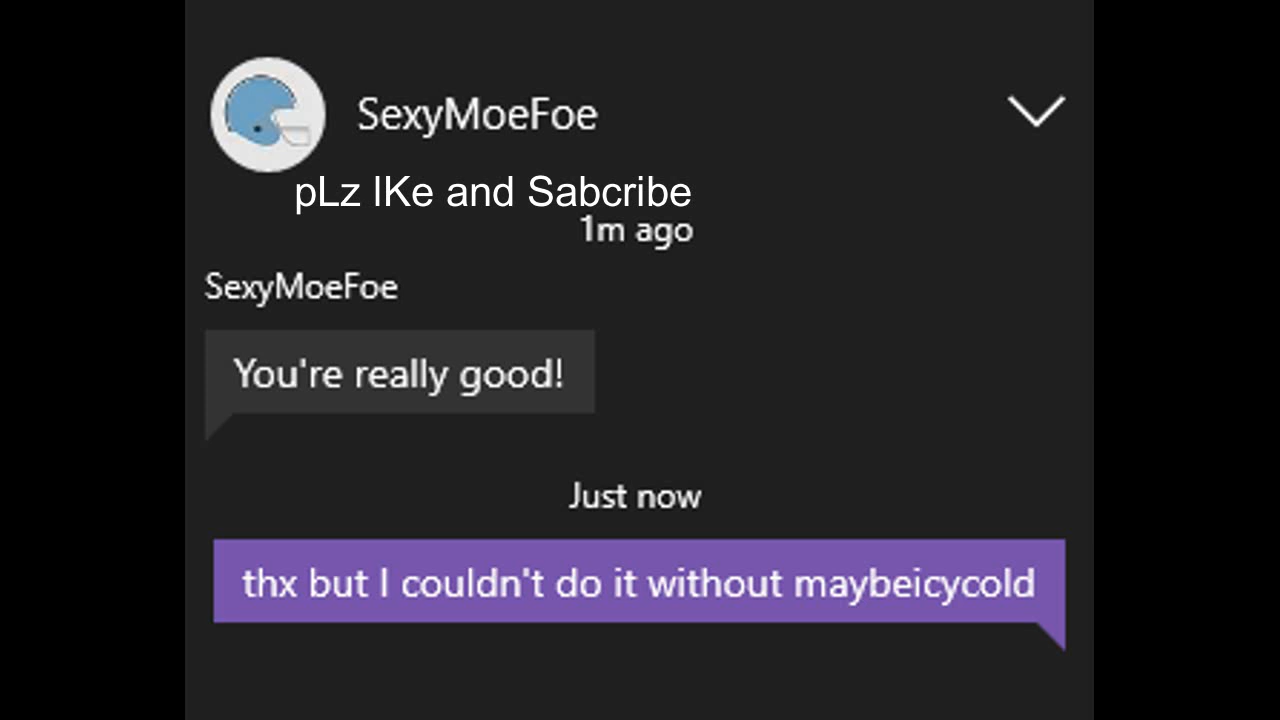 SexyMoeFoe
pLz lKe and Sabcribe
1m ago
SexyMoeFoe
You're really good!
Just now
thx but I couldn't do it without maybeicycold